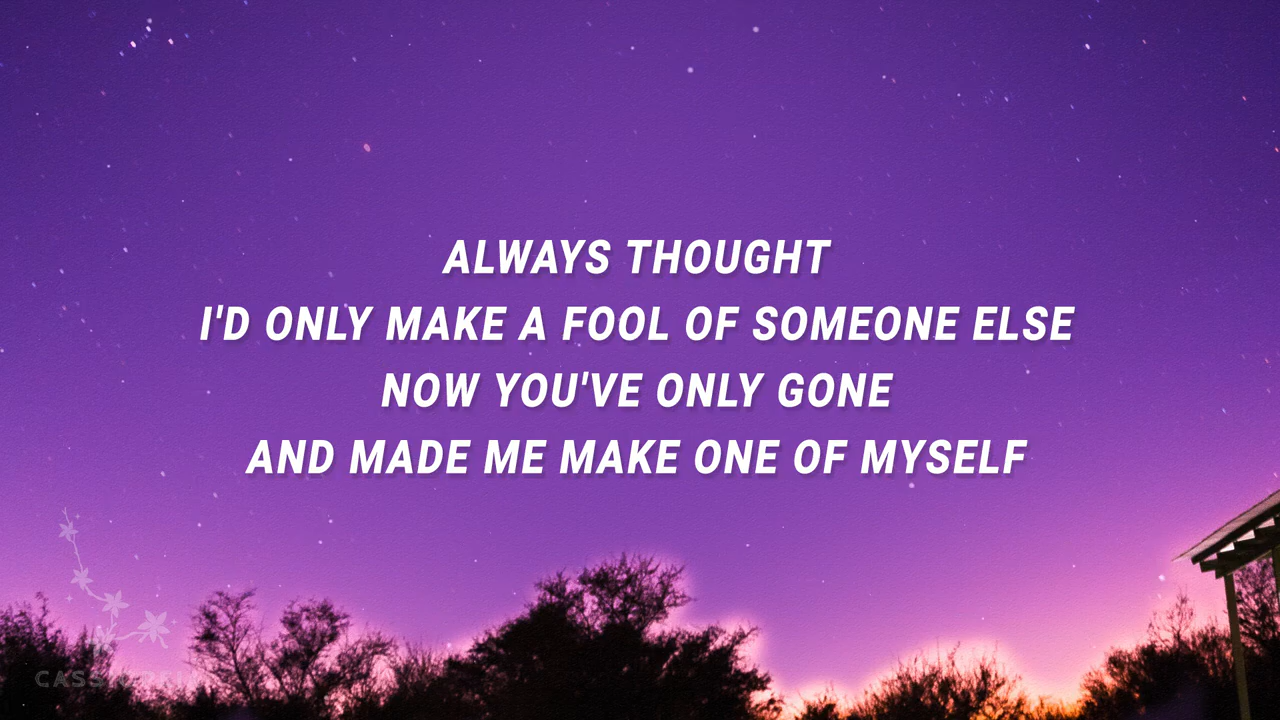 ALWAYS THOUGHT
I'D ONLY MAKE A FOOL OF SOMEONE ELSE
NOW YOU'VE ONLY GONE
AND MADE ME MAKE ONE OF MYSELF